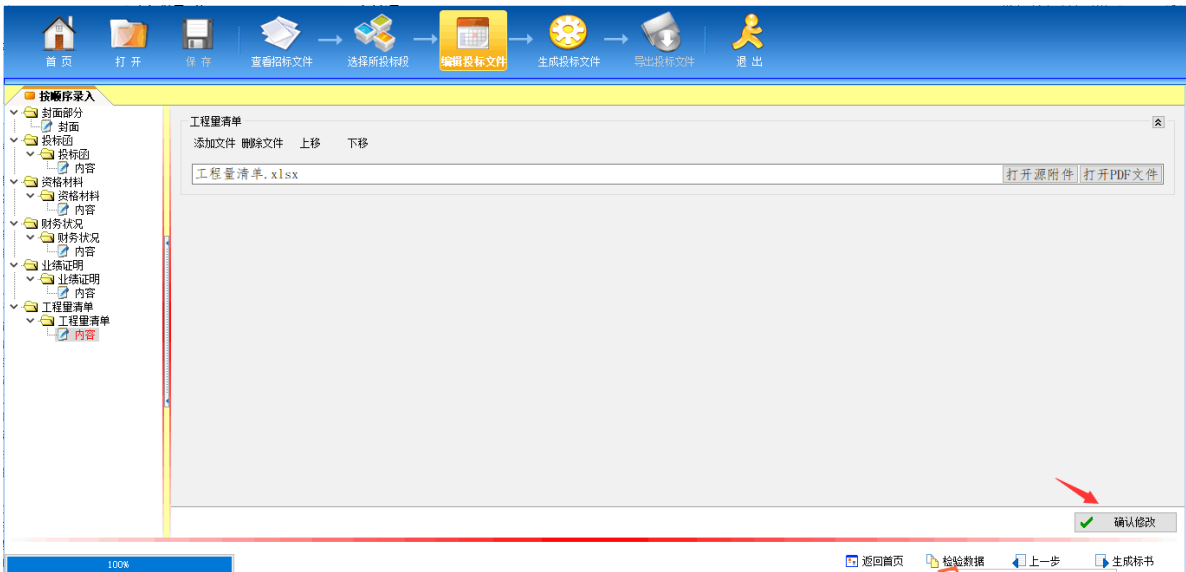 首 页 打 开 保 存 查看招标文件 选择所投标段 编辑投标文件 生成投标文件 导出投标文件 退 出
按顺序录入
封面部分
封面
投标函
投标函
内容
资格材料
资格材料
内容
财务状况
财务状况
内容
业绩证明
业绩证明
内容
工程量清单
工程量清单
内容
工程量清单
添加文件 删除文件 上移 下移
工程量清单.xlsx 打开源附件 打开PDF文件
确认修改
100% 返回首页 检验数据 上一步 生成标书